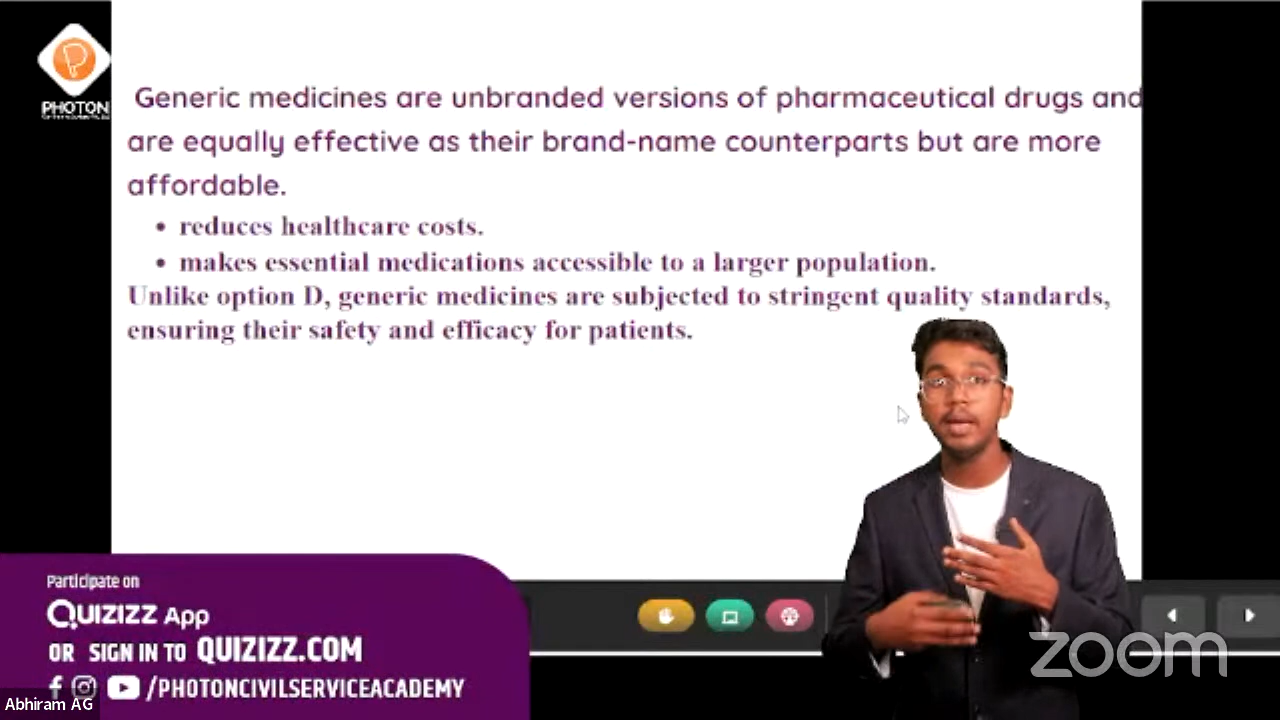 PHOTON
Generic medicines are unbranded versions of pharmaceutical drugs and
are equally effective as their brand-name counterparts but are more
affordable.
• reduces healthcare costs.
• makes essential medications accessible to a larger population.
Unlike option D, generic medicines are subjected to stringent quality standards,
ensuring their safety and efficacy for patients.
Participate on
QUIZIZZ App
OR SIGN IN TO QUIZIZZ.COM
/PHOTONCIVILSERVICEACADEMY
Abhiram AG
zoom